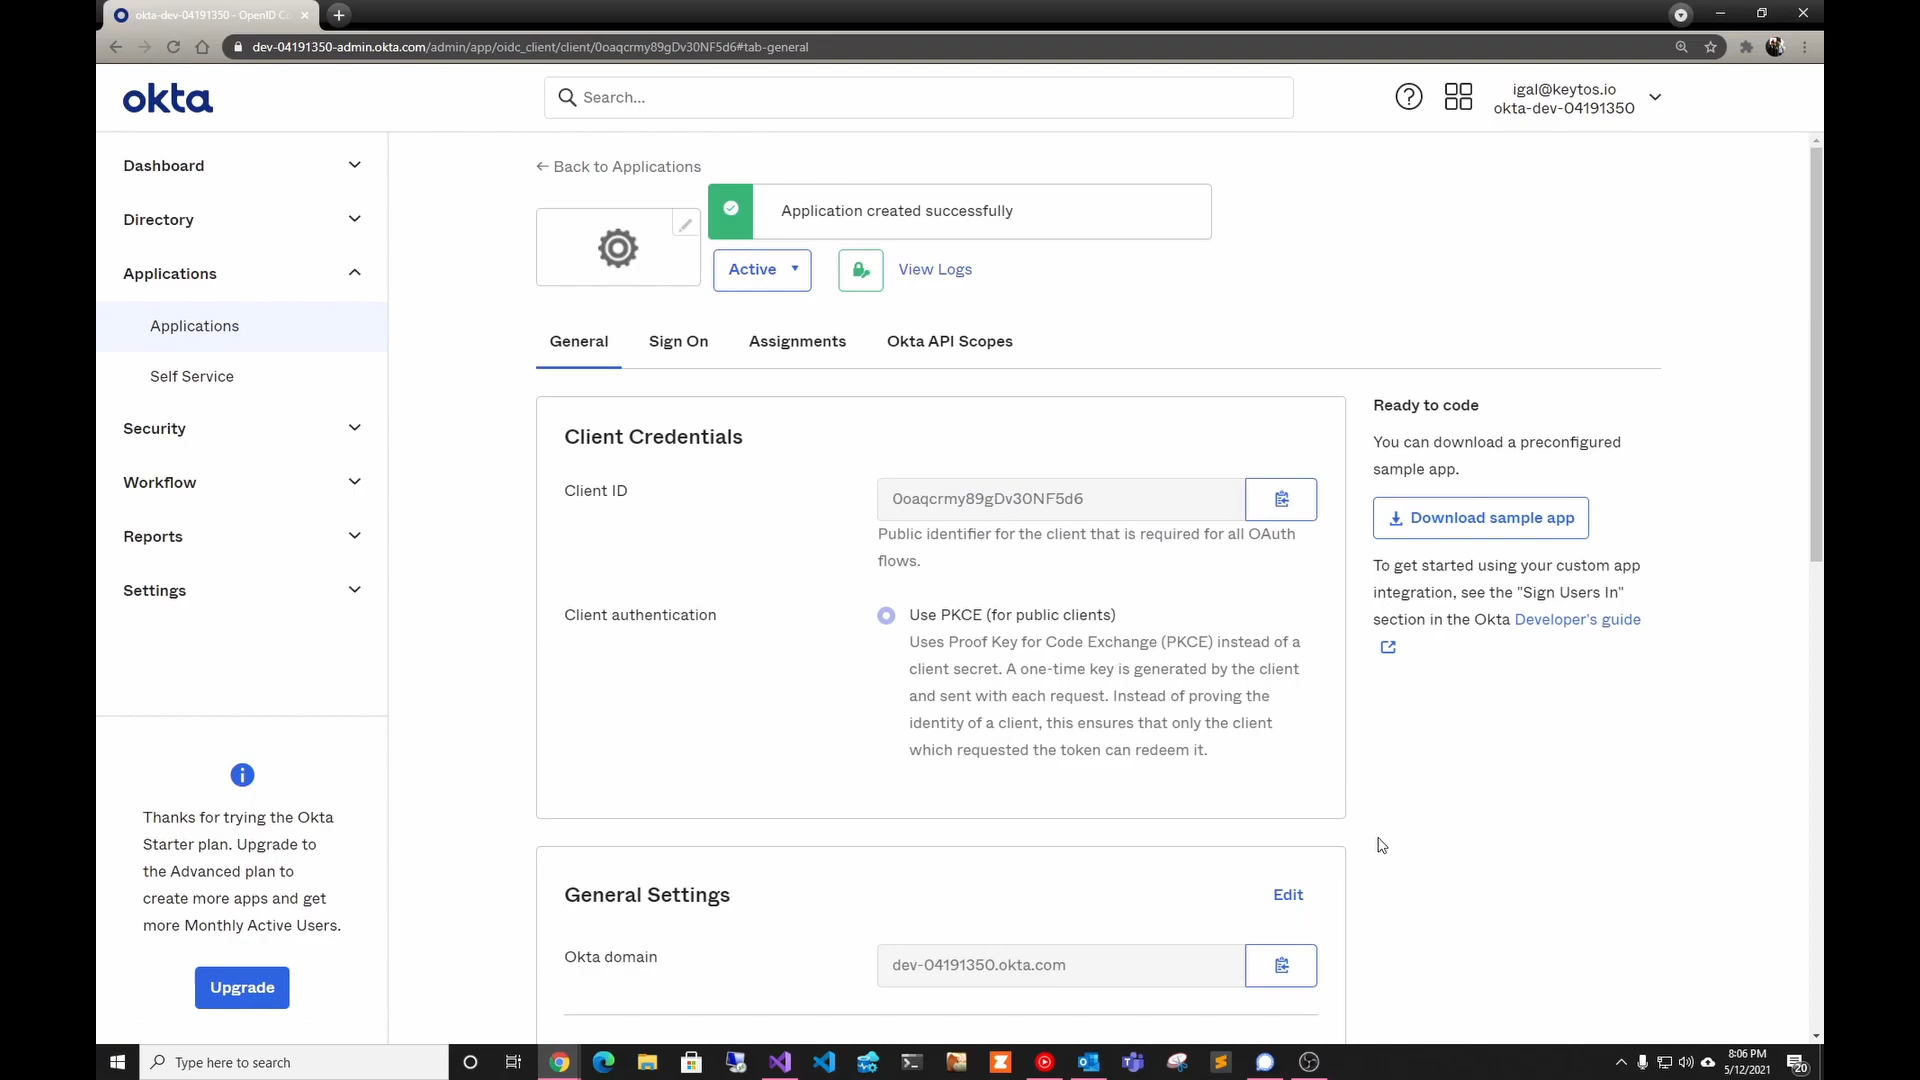 okta-dev-04191350 - OpenID Co
dev-04191350-admin.okta.com/admin/app/oidc_client/client/0oaqcrmy89gDv30NF5d6#tab-general
okta
Search...
igal@keytos.io
okta-dev-04191350
Dashboard
Directory
Applications
Applications
Self Service
Security
Workflow
Reports
Settings
Thanks for trying the Okta
Starter plan. Upgrade to
the Advanced plan to
create more apps and get
more Monthly Active Users.
Upgrade
← Back to Applications
Application created successfully
Active
View Logs
General
Sign On
Assignments
Okta API Scopes
Client Credentials
Client ID
0oaqcrmy89gDv30NF5d6
Public identifier for the client that is required for all OAuth
flows.
Client authentication
Use PKCE (for public clients)
Uses Proof Key for Code Exchange (PKCE) instead of a
client secret. A one-time key is generated by the client
and sent with each request. Instead of proving the
identity of a client, this ensures that only the client
which requested the token can redeem it.
General Settings
Edit
Okta domain
dev-04191350.okta.com
Ready to code
You can download a preconfigured
sample app.
Download sample app
To get started using your custom app
integration, see the "Sign Users In"
section in the Okta Developer's guide
Type here to search
8:06 PM
5/12/2021
20